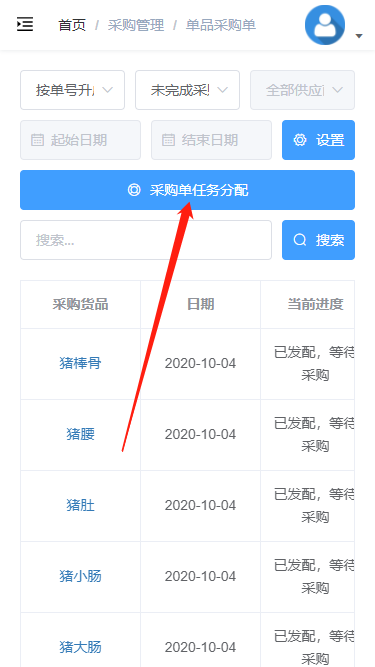 首页 / 采购管理 / 单品采购单
按单号升 未完成采购 全部供应
起始日期 结束日期 设置
采购单任务分配
搜索... 搜索
采购货品 日期 当前进度
猪棒骨 2020-10-04 已发配，等待
采购
猪腰 2020-10-04 已发配，等待
采购
猪肚 2020-10-04 已发配，等待
采购
猪小肠 2020-10-04 已发配，等待
采购
猪大肠 2020-10-04 已发配，等待
采购